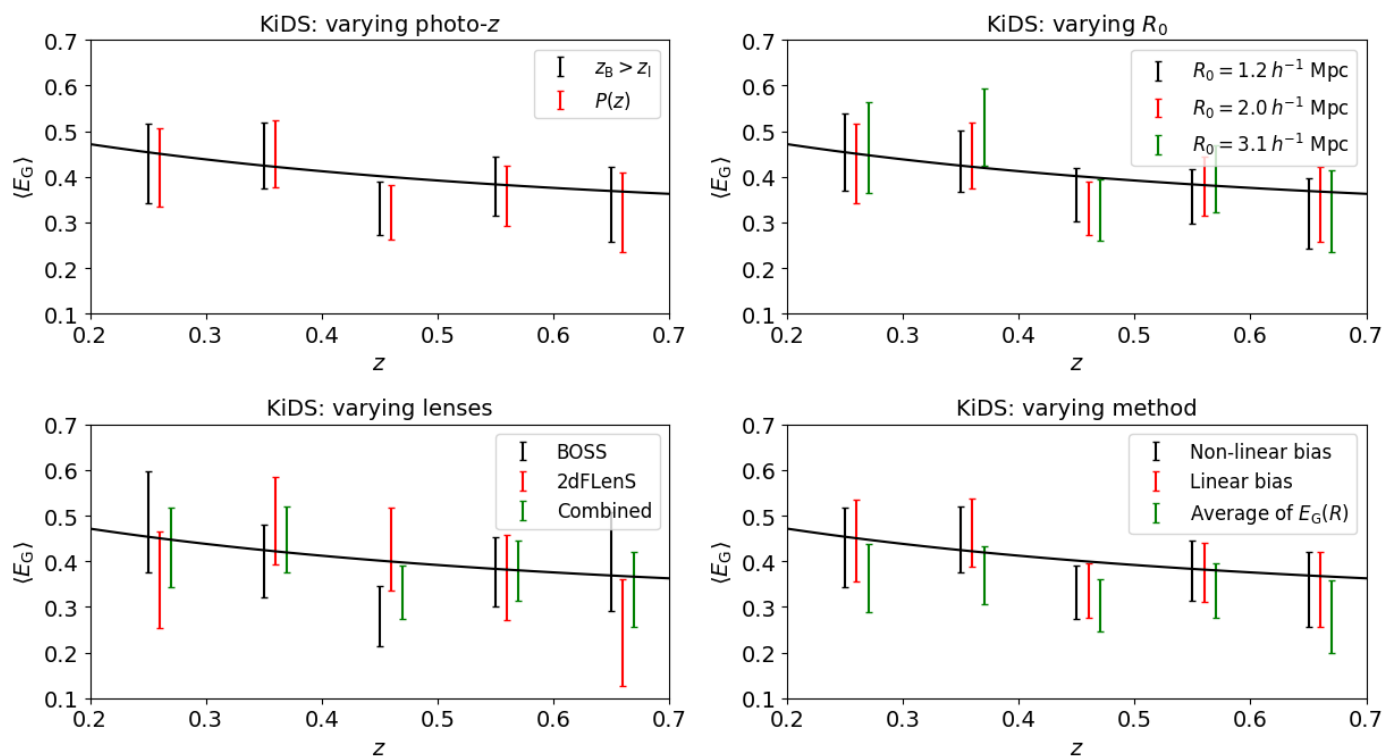 KiDS: varying photo-z
0.7
0.6
0.5
0.4
0.3
0.2
0.1
⟨E_G⟩
z_B > z_l
P(z)
0.2 0.3 0.4 0.5 0.6 0.7
z
KiDS: varying R_0
0.7
0.6
0.5
0.4
0.3
0.2
0.1
⟨E_G⟩
R_0 = 1.2 h^{-1} Mpc
R_0 = 2.0 h^{-1} Mpc
R_0 = 3.1 h^{-1} Mpc
0.2 0.3 0.4 0.5 0.6 0.7
z
KiDS: varying lenses
0.7
0.6
0.5
0.4
0.3
0.2
0.1
⟨E_G⟩
BOSS
2dFLenS
Combined
0.2 0.3 0.4 0.5 0.6 0.7
z
KiDS: varying method
0.7
0.6
0.5
0.4
0.3
0.2
0.1
⟨E_G⟩
Non-linear bias
Linear bias
Average of E_G(R)
0.2 0.3 0.4 0.5 0.6 0.7
z